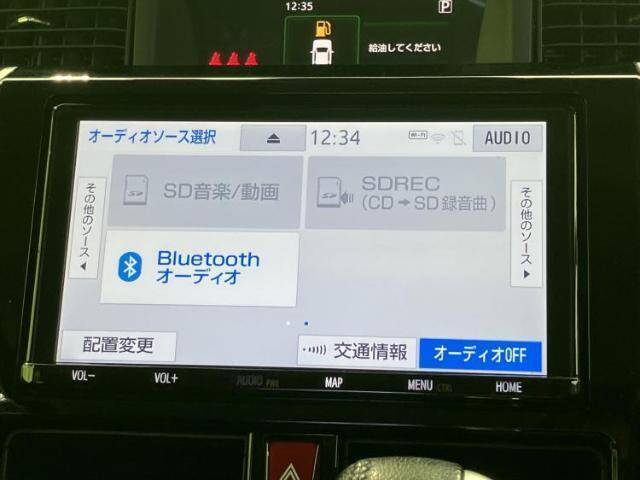 12:35
P
給油してください
オーディオソース選択
12:34
Wi-Fi
AUDIO
その他のソース
SD音楽/動画
SDREC
(CD→SD録音曲)
その他のソース
Bluetooth
オーディオ
配置変更
交通情報
オーディオOFF
VOL−
VOL+
AUDIO
MAP
MENU
CTRL
HOME